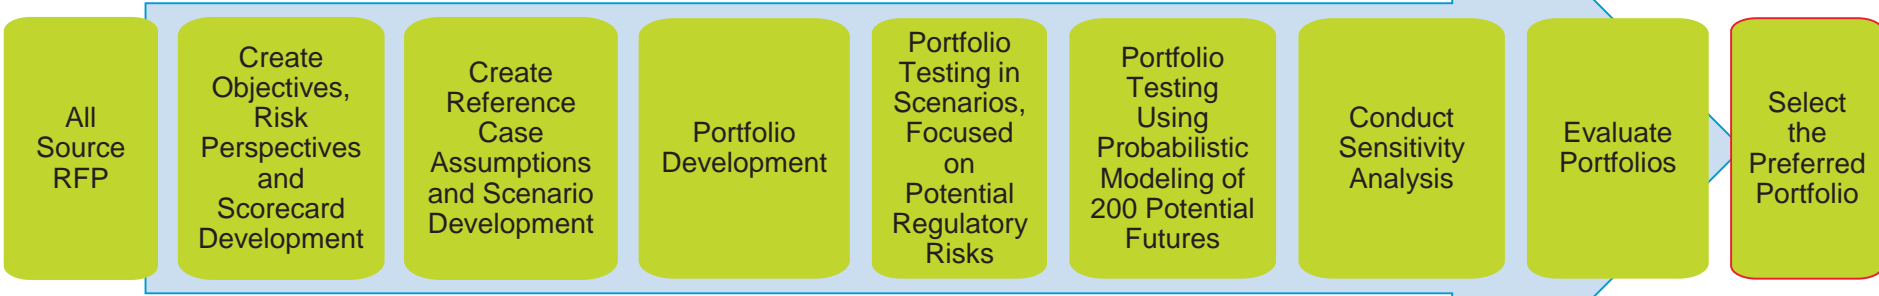 All
Source
RFP
Create
Objectives,
Risk
Perspectives
and
Scorecard
Development
Create
Reference
Case
Assumptions
and Scenario
Development
Portfolio
Development
Portfolio
Testing in
Scenarios,
Focused
on
Potential
Regulatory
Risks
Portfolio
Testing
Using
Probabilistic
Modeling of
200 Potential
Futures
Conduct
Sensitivity
Analysis
Evaluate
Portfolios
Select
the
Preferred
Portfolio